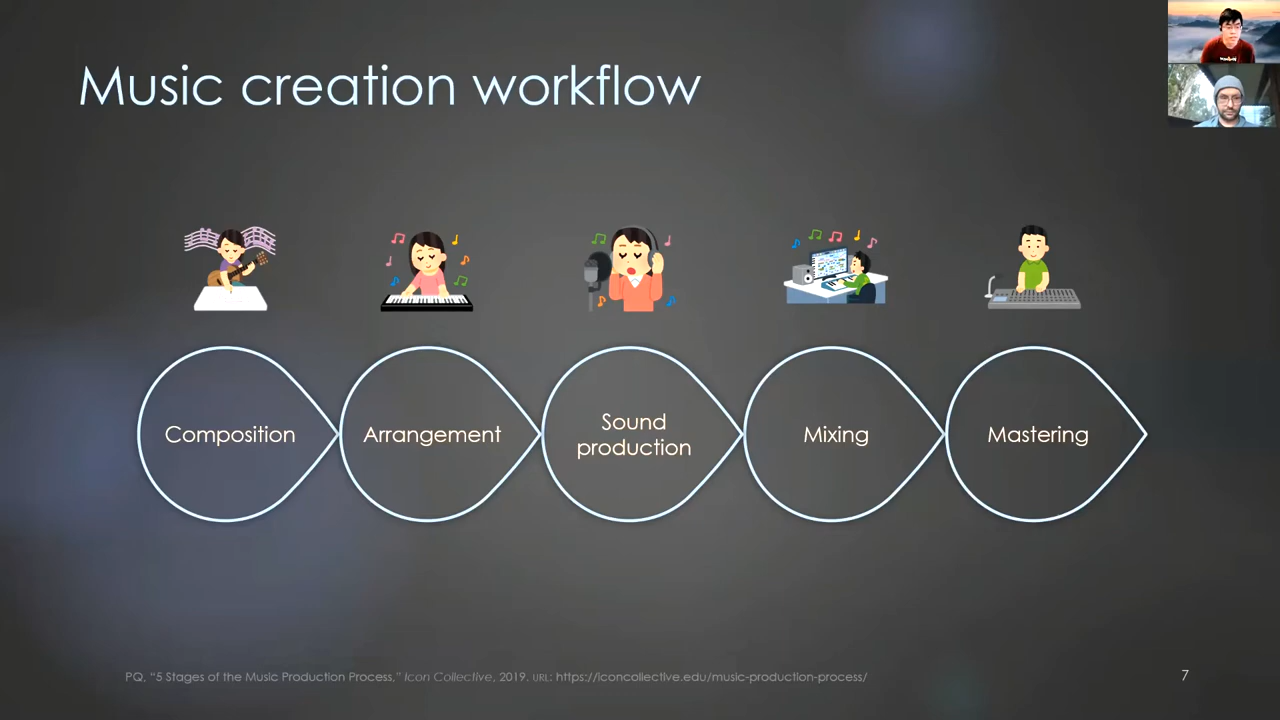 Music creation workflow
Composition
Arrangement
Sound
production
Mixing
Mastering
PQ, “5 Stages of the Music Production Process,” Icon Collective, 2019. URL: https://iconcollective.edu/music-production-process/
7